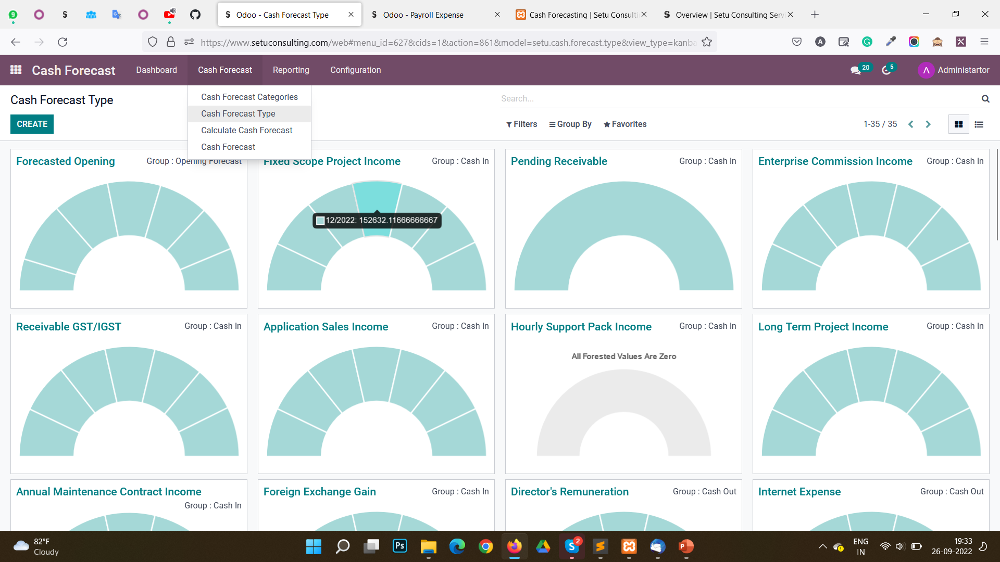 Odoo - Cash Forecast Type
Odoo - Payroll Expense
Cash Forecasting | Setu Consulti
Overview | Setu Consulting Servi
https://www.setuconsulting.com/web#menu_id=627&cids=1&action=861&model=setu.cash.forecast.type&view_type=kanba
Cash Forecast
Dashboard
Cash Forecast
Reporting
Configuration
20
5
A
Administartor
Cash Forecast Type
CREATE
Cash Forecast Categories
Cash Forecast Type
Calculate Cash Forecast
Cash Forecast
Search...
Filters
Group By
Favorites
1-35 / 35
Forecasted Opening
Group : Opening Forecast
Fixed Scope Project Income
Group : Cash In
12/2022: 152632.11666666667
Pending Receivable
Group : Cash In
Enterprise Commission Income
Group : Cash In
Receivable GST/IGST
Group : Cash In
Application Sales Income
Group : Cash In
Hourly Support Pack Income
Group : Cash In
All Forested Values Are Zero
Long Term Project Income
Group : Cash In
Annual Maintenance Contract Income
Group : Cash In
Foreign Exchange Gain
Group : Cash In
Director's Remuneration
Group : Cash Out
Internet Expense
Group : Cash Out
82°F
Cloudy
Ps
S
2
P
ENG
IN
19:33
26-09-2022